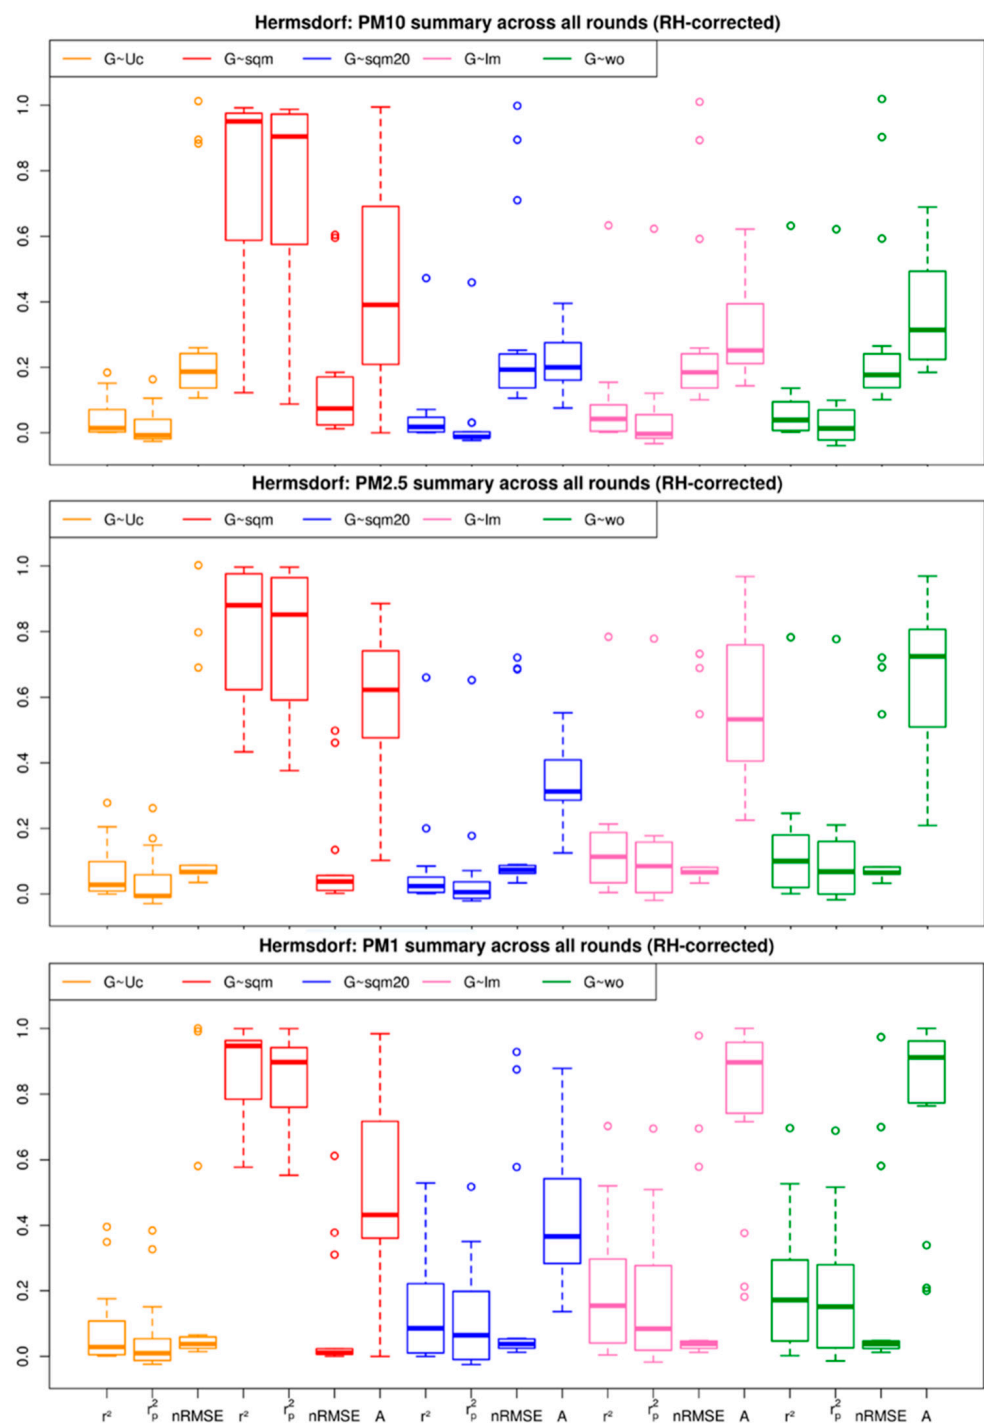 Hermsdorf: PM10 summary across all rounds (RH-corrected)
G~Uc G~sqm G~sqm20 G~lm G~wo
1.0
0.8
0.6
0.4
0.2
0.0
Hermsdorf: PM2.5 summary across all rounds (RH-corrected)
G~Uc G~sqm G~sqm20 G~lm G~wo
1.0
0.8
0.6
0.4
0.2
0.0
Hermsdorf: PM1 summary across all rounds (RH-corrected)
G~Uc G~sqm G~sqm20 G~lm G~wo
1.0
0.8
0.6
0.4
0.2
0.0
r² r²p nRMSE r² r²p nRMSE A r² r²p nRMSE A r² r²p nRMSE A r² r²p nRMSE A